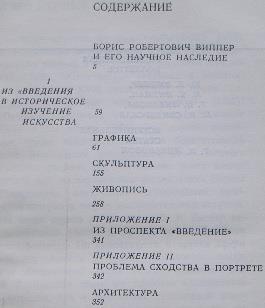 СОДЕРЖАНИЕ
БОРИС РОБЕРТОВИЧ ВИППЕР
И ЕГО НАУЧНОЕ НАСЛЕДИЕ
5
I
ИЗ «ВВЕДЕНИЯ
В ИСТОРИЧЕСКОЕ
ИЗУЧЕНИЕ
ИСКУССТВА
59
ГРАФИКА
61
СКУЛЬПТУРА
155
ЖИВОПИСЬ
258
ПРИЛОЖЕНИЕ I
ИЗ ПРОСПЕКТА «ВВЕДЕНИЕ»
341
ПРИЛОЖЕНИЕ II
ПРОБЛЕМА СХОДСТВА В ПОРТРЕТЕ
342
АРХИТЕКТУРА
352